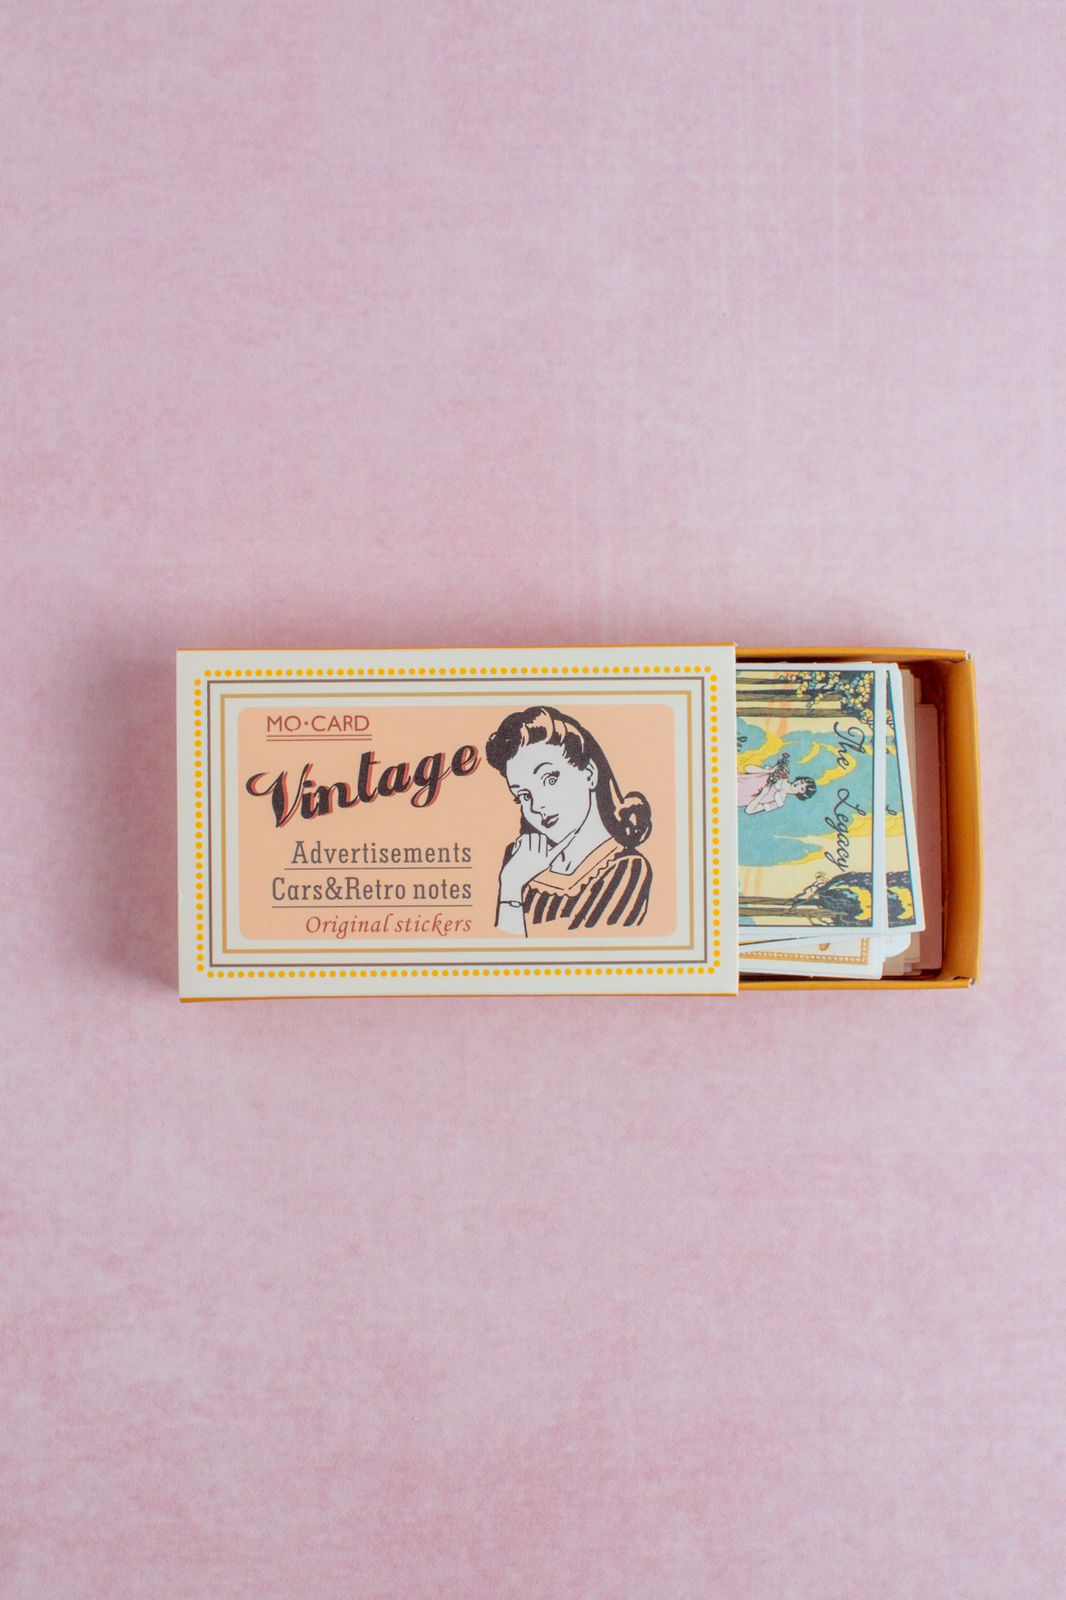 MO·CARD
Vintage
Advertisements
Cars&Retro notes
Original stickers
The Legacy